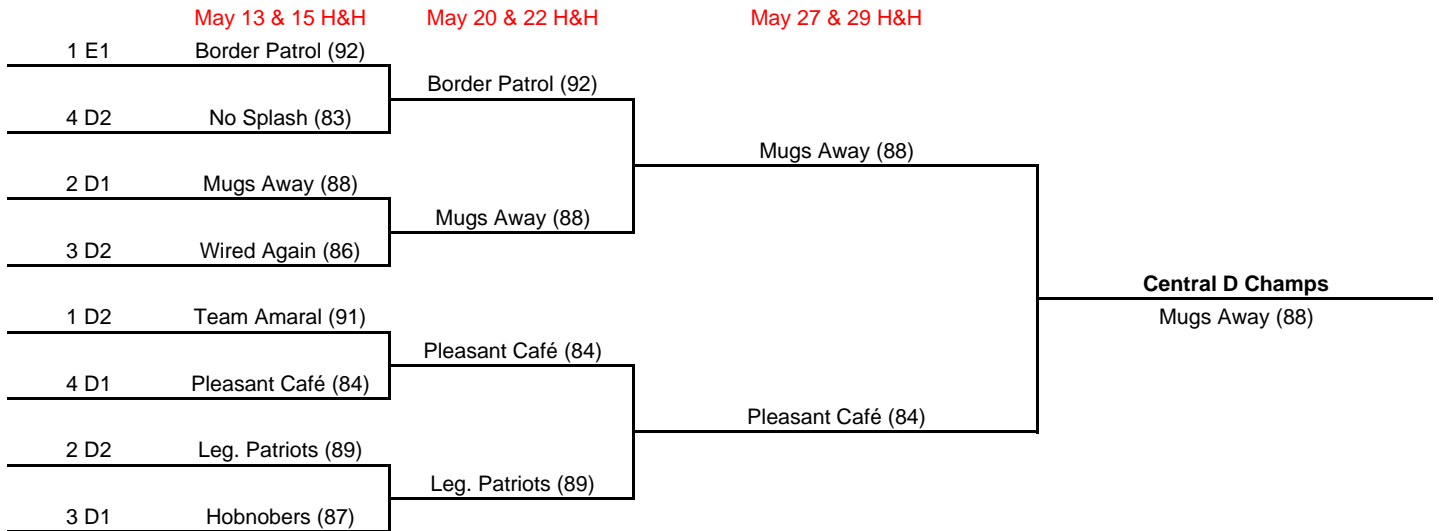 May 13 & 15 H&H May 20 & 22 H&H May 27 & 29 H&H
1 E1 Border Patrol (92)
Border Patrol (92)
4 D2 No Splash (83)
Mugs Away (88)
2 D1 Mugs Away (88)
Mugs Away (88)
3 D2 Wired Again (86)
Central D Champs
1 D2 Team Amaral (91) Mugs Away (88)
Pleasant Café (84)
4 D1 Pleasant Café (84)
Pleasant Café (84)
2 D2 Leg. Patriots (89)
Leg. Patriots (89)
3 D1 Hobnobers (87)